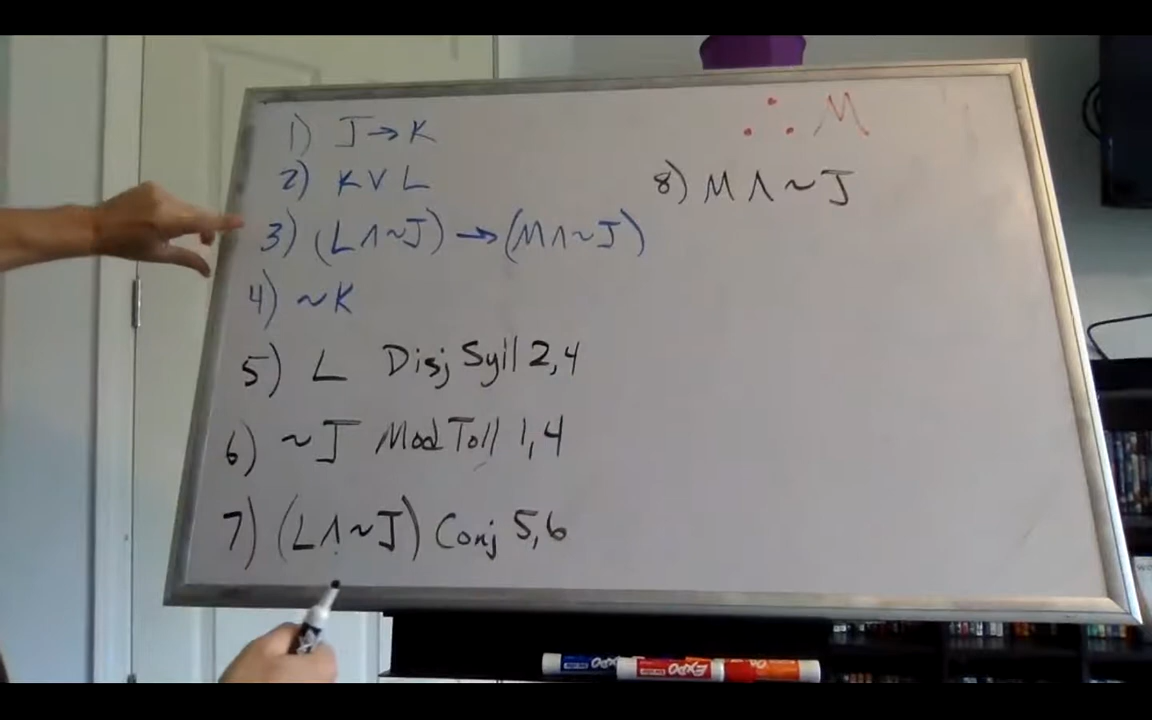 1) J → K
2) K V L
3) (L ∧ ~J) → (M ∧ ~J)
4) ~K
5) L Disj Syll 2,4
6) ~J Mod Toll 1,4
7) (L ∧ ~J) Conj 5,6
∴ M
8) M ∧ ~J
EXPO
EXPO